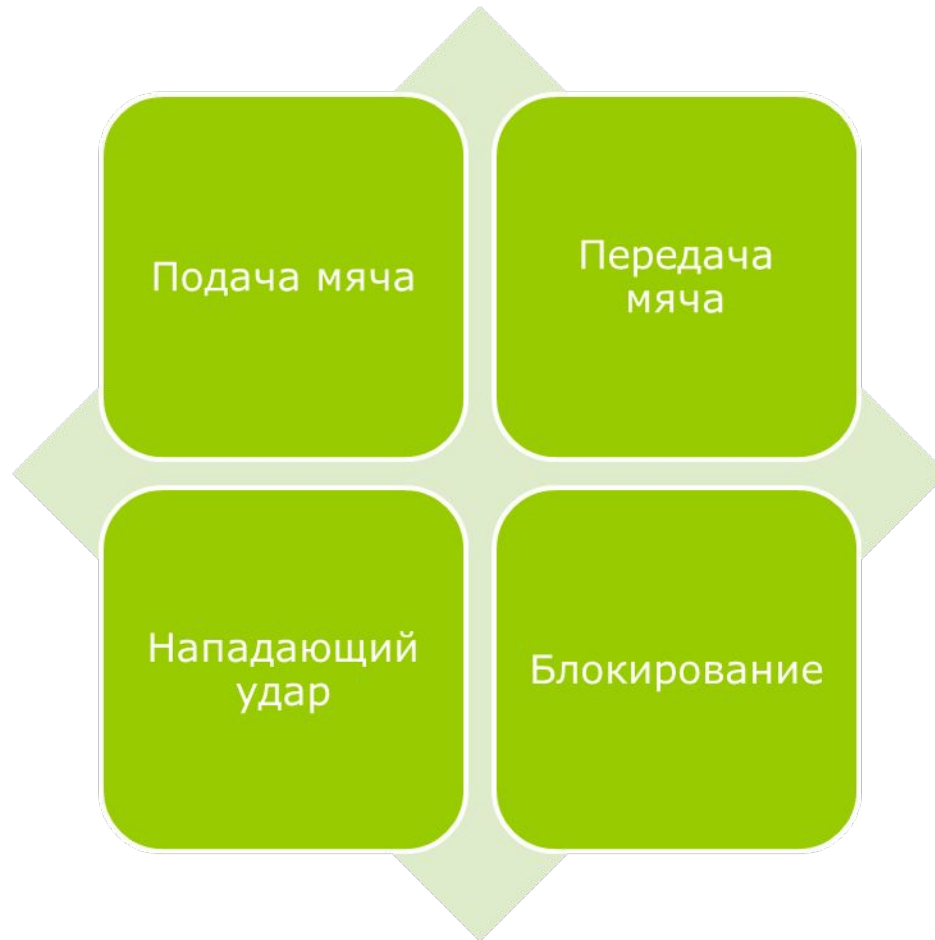 Подача мяча
Передача
мяча
Нападающий
удар
Блокирование